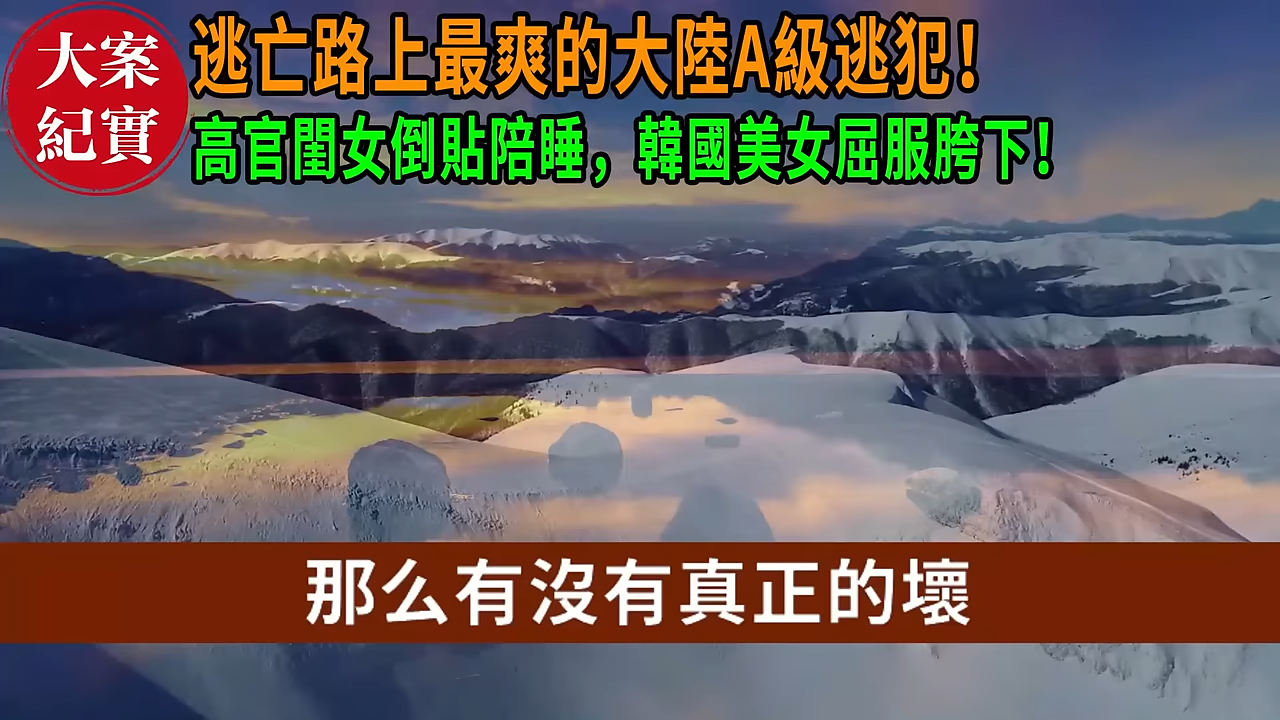 大案
紀實
逃亡路上最爽的大陸A級逃犯！
高官閨女倒貼陪睡，韓國美女屈服胯下！
那么有沒有真正的壞